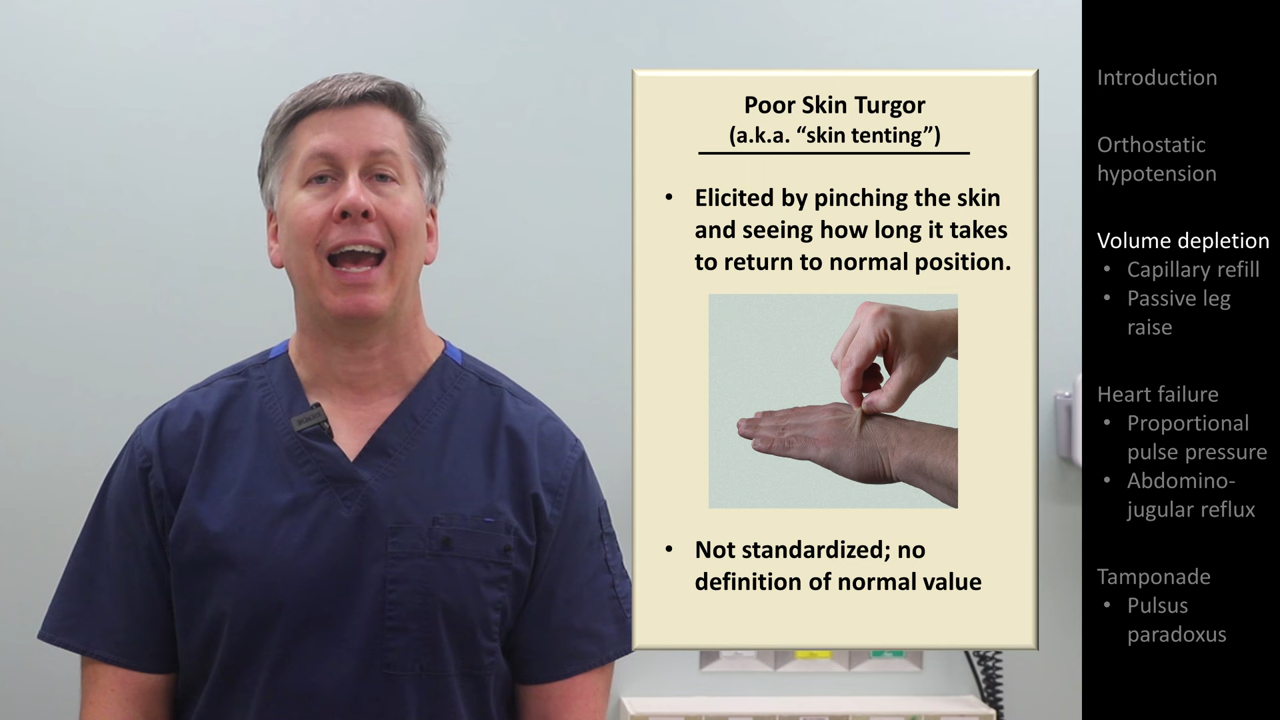 Poor Skin Turgor
(a.k.a. “skin tenting”)
• Elicited by pinching the skin
and seeing how long it takes
to return to normal position.
• Not standardized; no
definition of normal value
Introduction
Orthostatic
hypotension
Volume depletion
• Capillary refill
• Passive leg
raise
Heart failure
• Proportional
pulse pressure
• Abdomino-
jugular reflux
Tamponade
• Pulsus
paradoxus